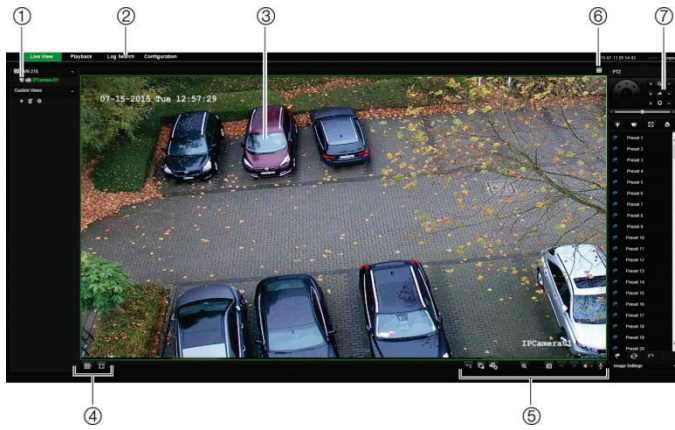 ① ② ③ ⑥ ⑦
Live View Playback Log Search Configuration
PTZ
IPCamera 01
Custom Views
07-15-2015 Tue 12:57:29
Preset 1
Preset 2
Preset 3
Preset 4
Preset 5
Preset 6
Preset 7
Preset 8
Preset 9
Preset 10
Preset 11
Preset 12
Preset 13
Preset 14
Preset 15
Preset 16
Preset 17
Preset 18
Preset 19
Preset 20
Image Settings
④ ⑤